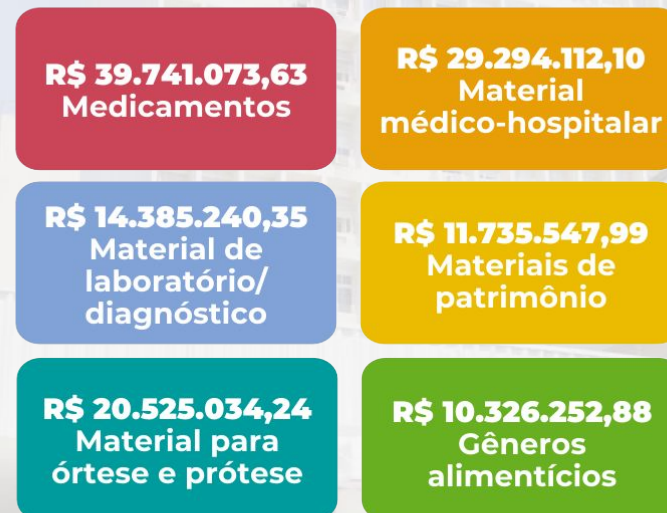 R$ 39.741.073,63
Medicamentos
R$ 29.294.112,10
Material
médico-hospitalar
R$ 14.385.240,35
Material de
laboratório/
diagnóstico
R$ 11.735.547,99
Materiais de
patrimônio
R$ 20.525.034,24
Material para
órtese e prótese
R$ 10.326.252,88
Gêneros
alimentícios